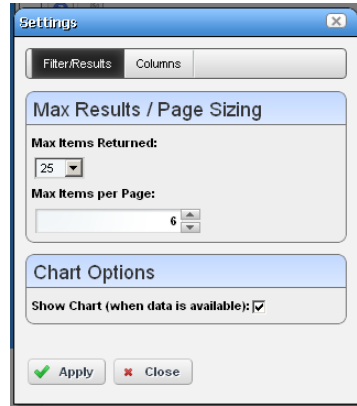 Settings
Filter/Results Columns
Max Results / Page Sizing
Max Items Returned:
25
Max Items per Page:
6
Chart Options
Show Chart (when data is available):
Apply Close